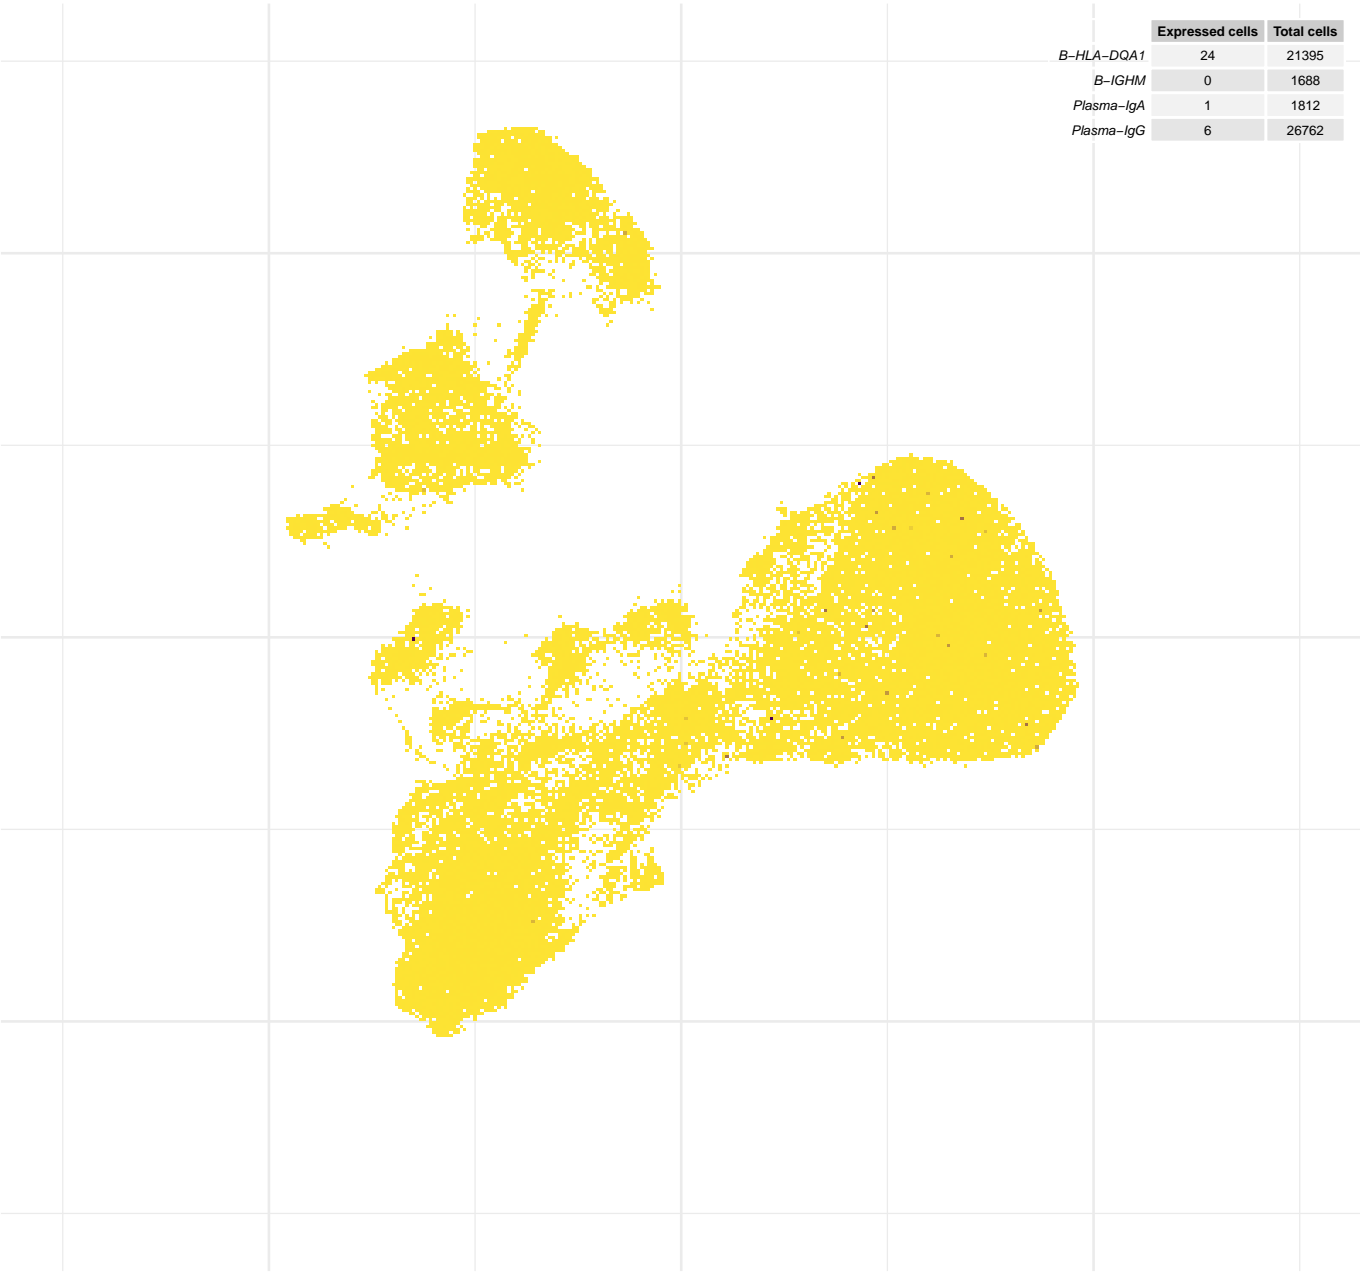 Expressed cells Total cells
B−HLA−DQA1 24 21395
B−IGHM 0 1688
Plasma−IgA 1 1812
Plasma−IgG 6 26762